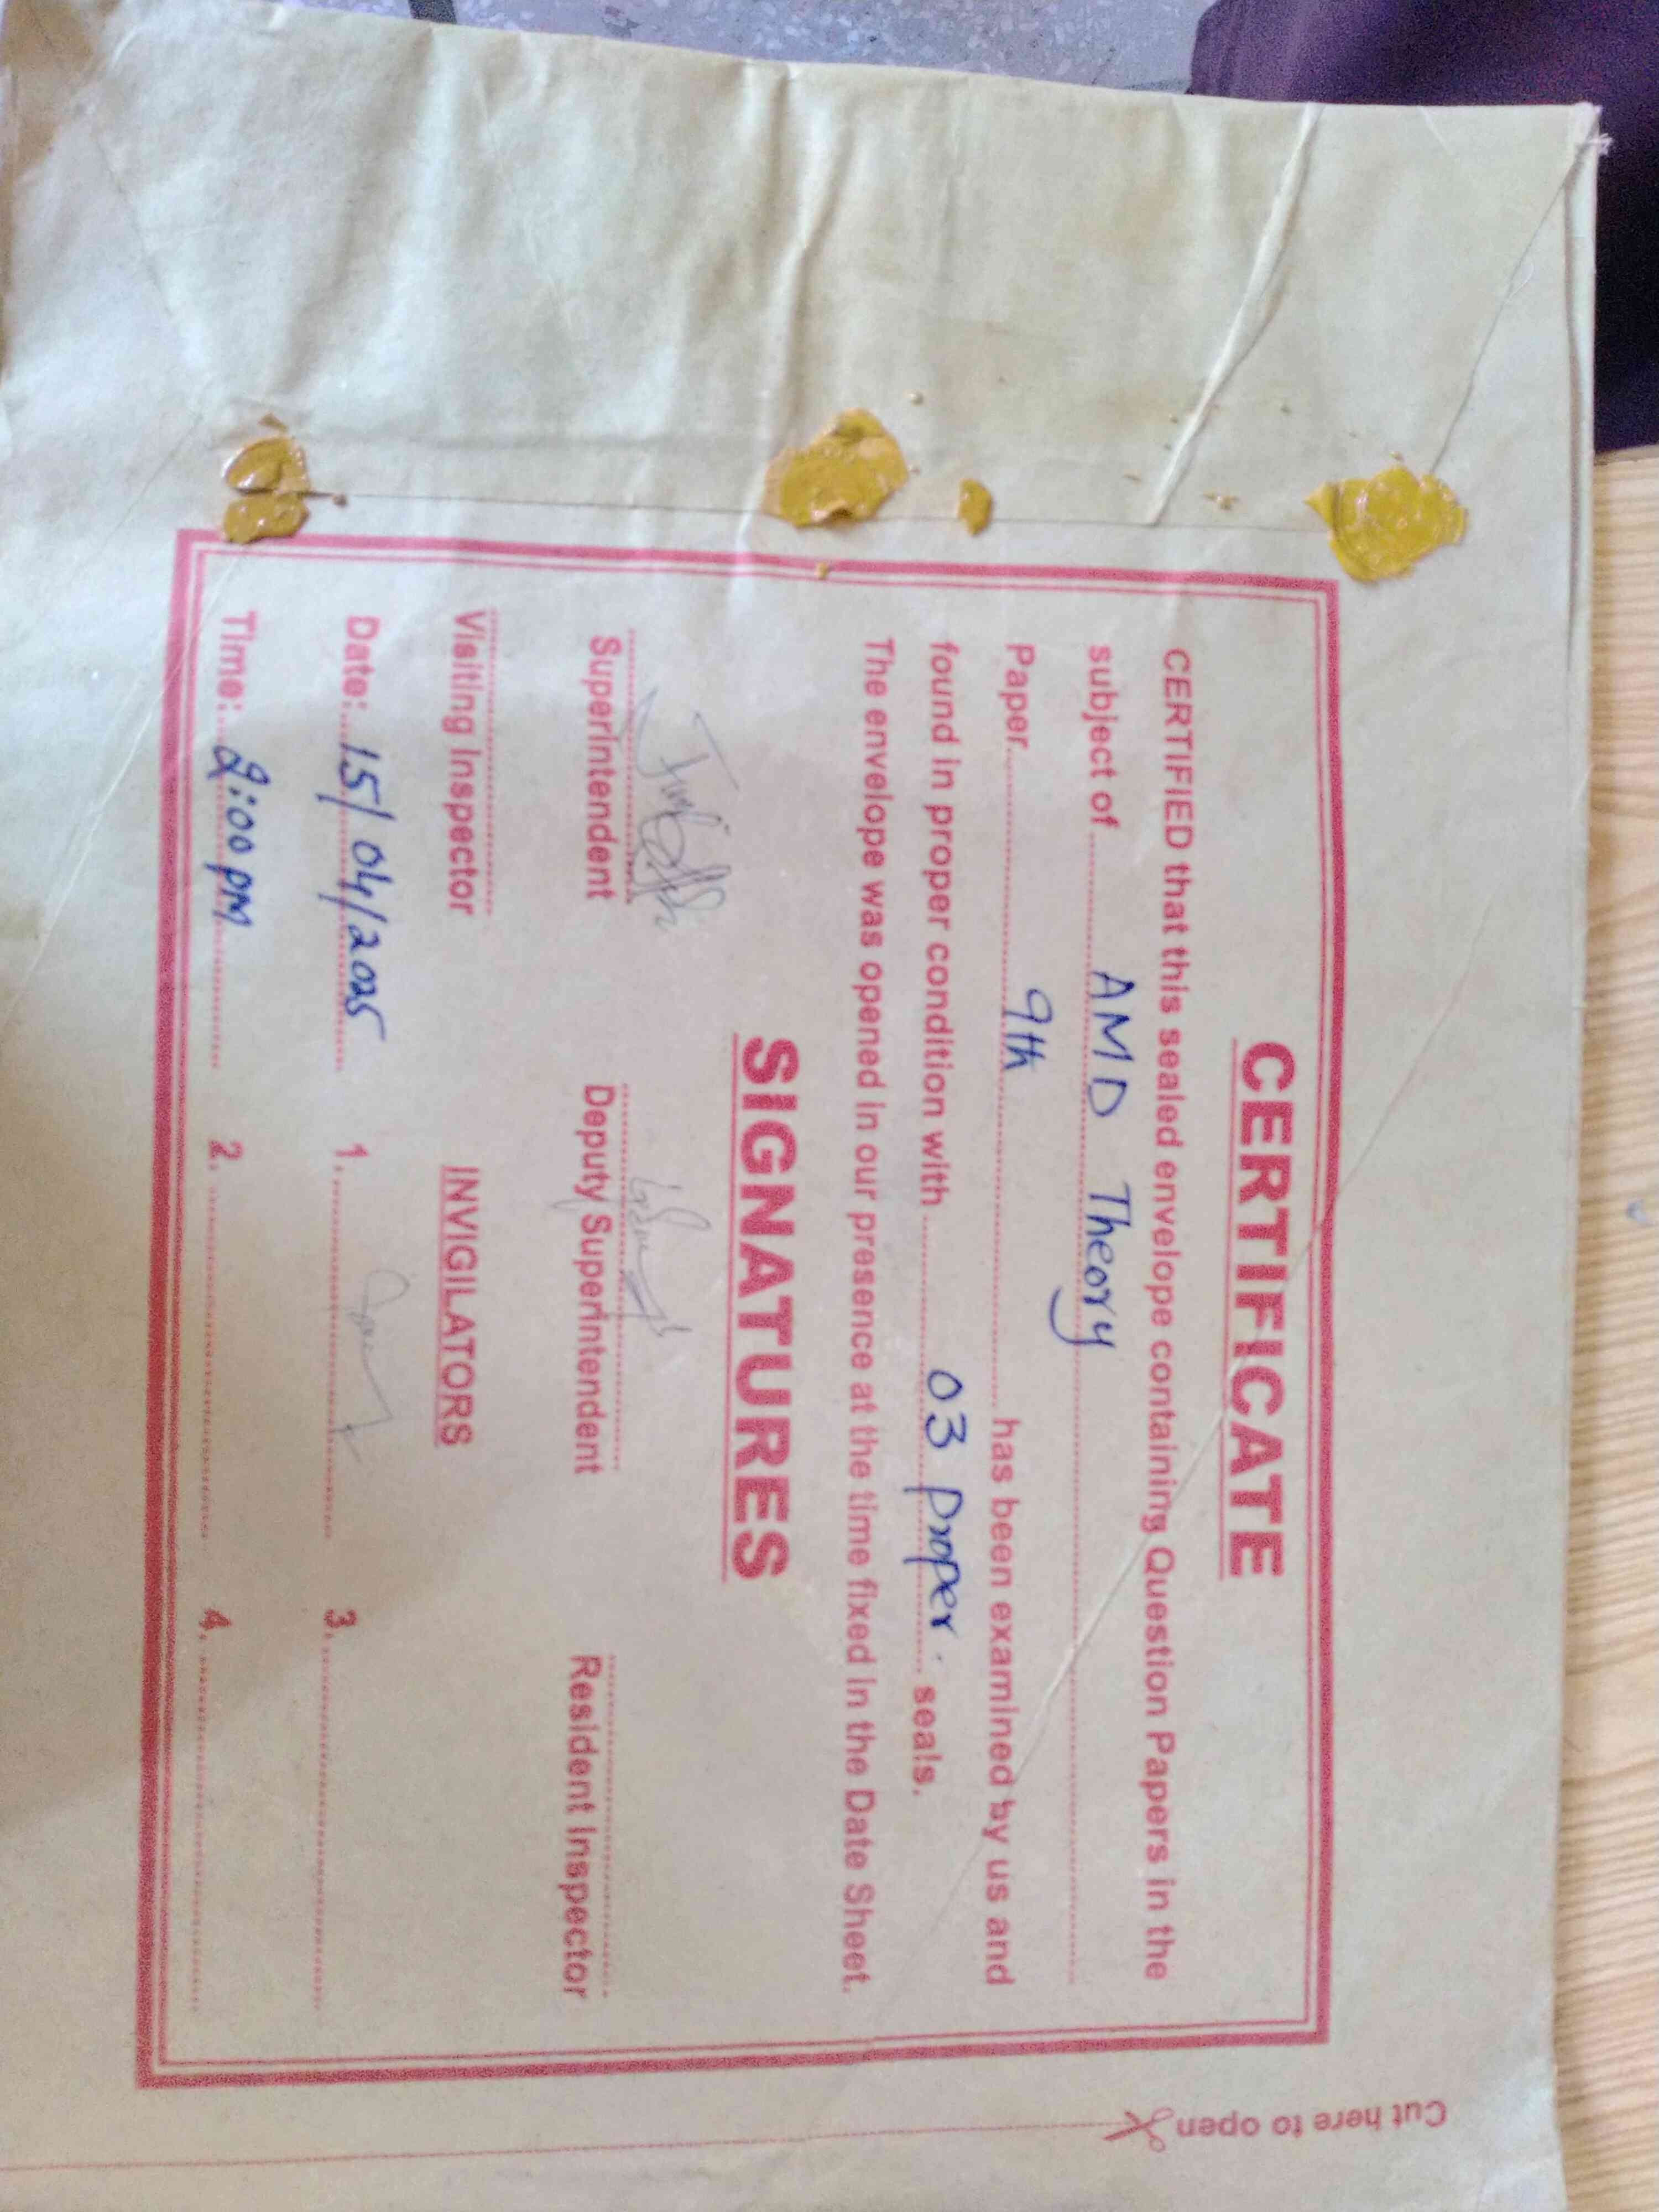 CERTIFICATE
CERTIFIED that this sealed envelope containing Question Papers in the
subject of ........ AMD Theory ........
Paper ........ 9th ........ has been examined by us and
found in proper condition with ........ 03 proper ........ seals.
The envelope was opened in our presence at the time fixed in the Date Sheet.
SIGNATURES
Superintendent Deputy Superintendent Resident Inspector
Visiting Inspector INVIGILATORS
Date: 15/04/2025 1. ........ 3. ........
Time: 2:00 pm 2. ........ 4. ........
Cut here to open